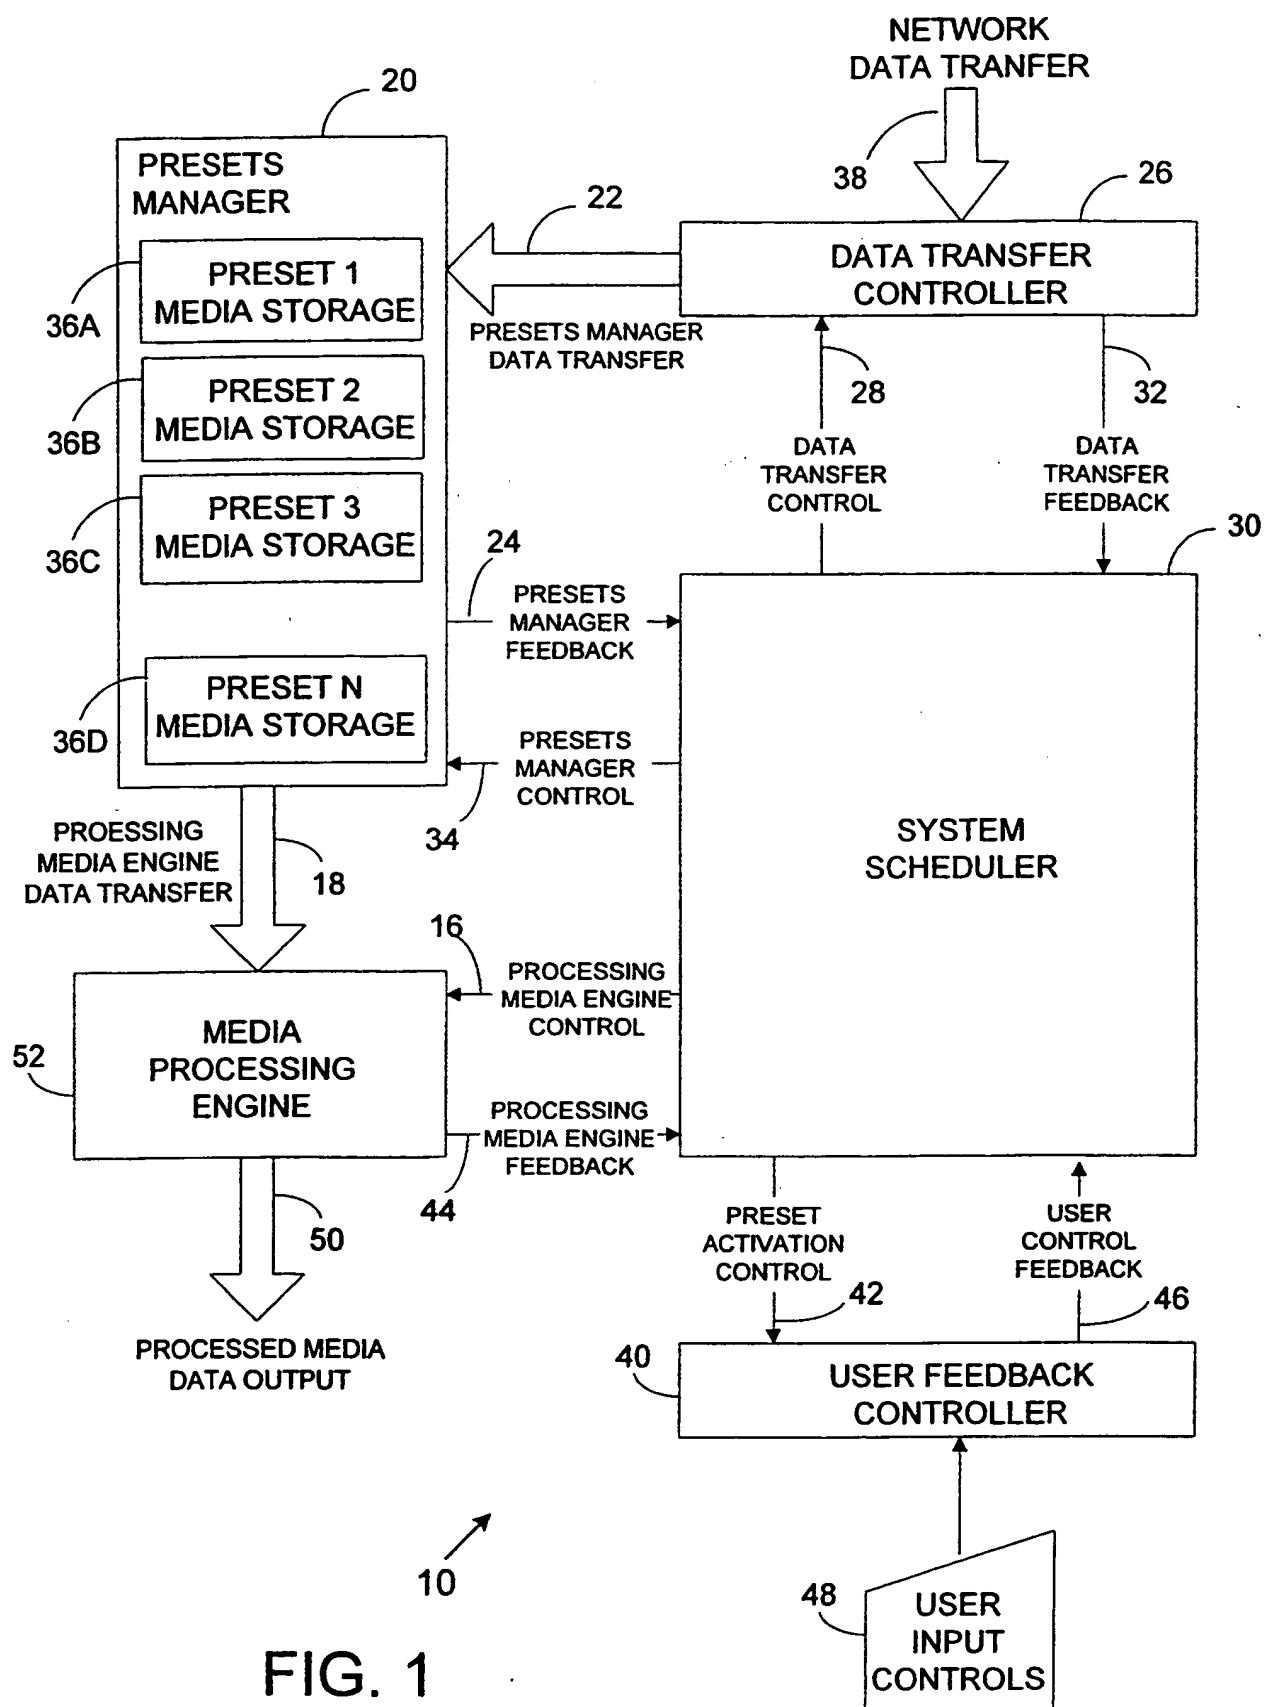 NETWORK
DATA TRANFER
38
20
PRESETS
MANAGER
PRESET 1
MEDIA STORAGE
36A
PRESET 2
MEDIA STORAGE
36B
PRESET 3
MEDIA STORAGE
36C
PRESET N
MEDIA STORAGE
36D
22
PRESETS MANAGER
DATA TRANSFER
26
DATA TRANSFER
CONTROLLER
28
DATA
TRANSFER
CONTROL
32
DATA
TRANSFER
FEEDBACK
24
PRESETS
MANAGER
FEEDBACK
30
SYSTEM
SCHEDULER
PRESETS
MANAGER
CONTROL
34
PROESSING
MEDIA ENGINE
DATA TRANSFER
18
16
PROCESSING
MEDIA ENGINE
CONTROL
MEDIA
PROCESSING
ENGINE
52
PROCESSING
MEDIA ENGINE
FEEDBACK
44
50
PROCESSED MEDIA
DATA OUTPUT
PRESET
ACTIVATION
CONTROL
42
USER
CONTROL
FEEDBACK
46
40
USER FEEDBACK
CONTROLLER
48
USER
INPUT
CONTROLS
10
FIG. 1